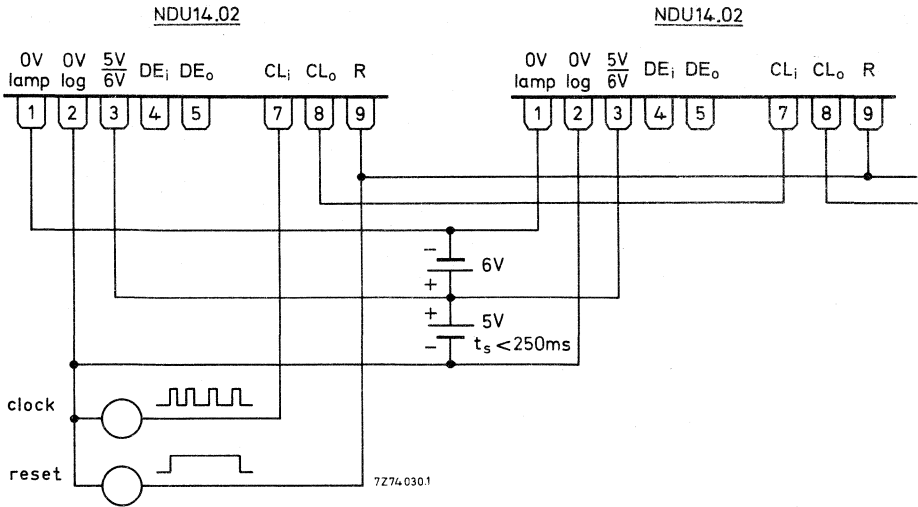 NDU14.02 NDU14.02
0V lamp 0V log 5V/6V DEi DEo CLi CLo R
0V lamp 0V log 5V/6V DEi DEo CLi CLo R
1 2 3 4 5 7 8 9
1 2 3 4 5 7 8 9
−
6V
+
+
5V
− ts <250ms
clock
reset
7Z74030.1